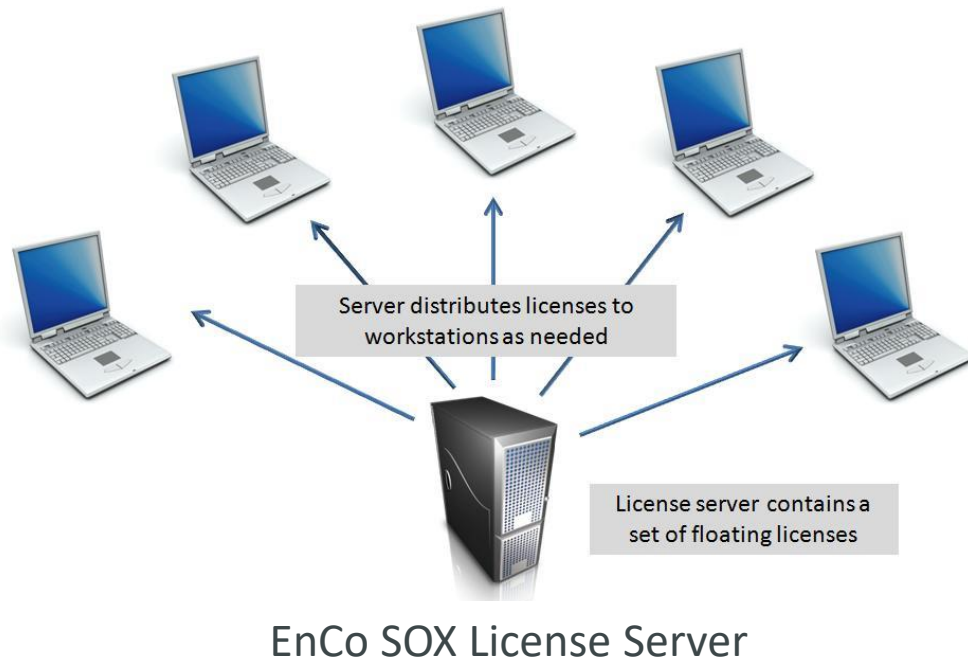 Server distributes licenses to
workstations as needed
License server contains a
set of floating licenses
EnCo SOX License Server